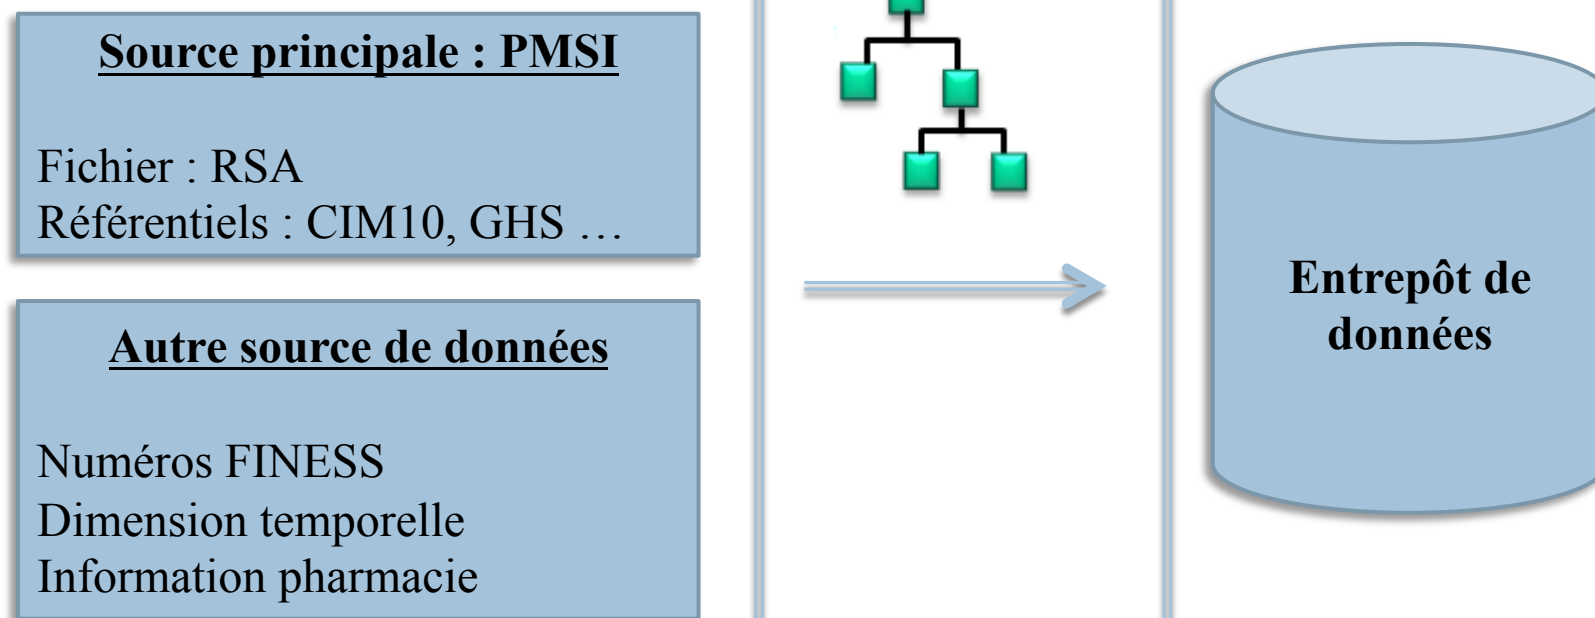 Source principale : PMSI
Fichier : RSA
Référentiels : CIM10, GHS …
Autre source de données
Numéros FINESS
Dimension temporelle
Information pharmacie
Entrepôt de
données